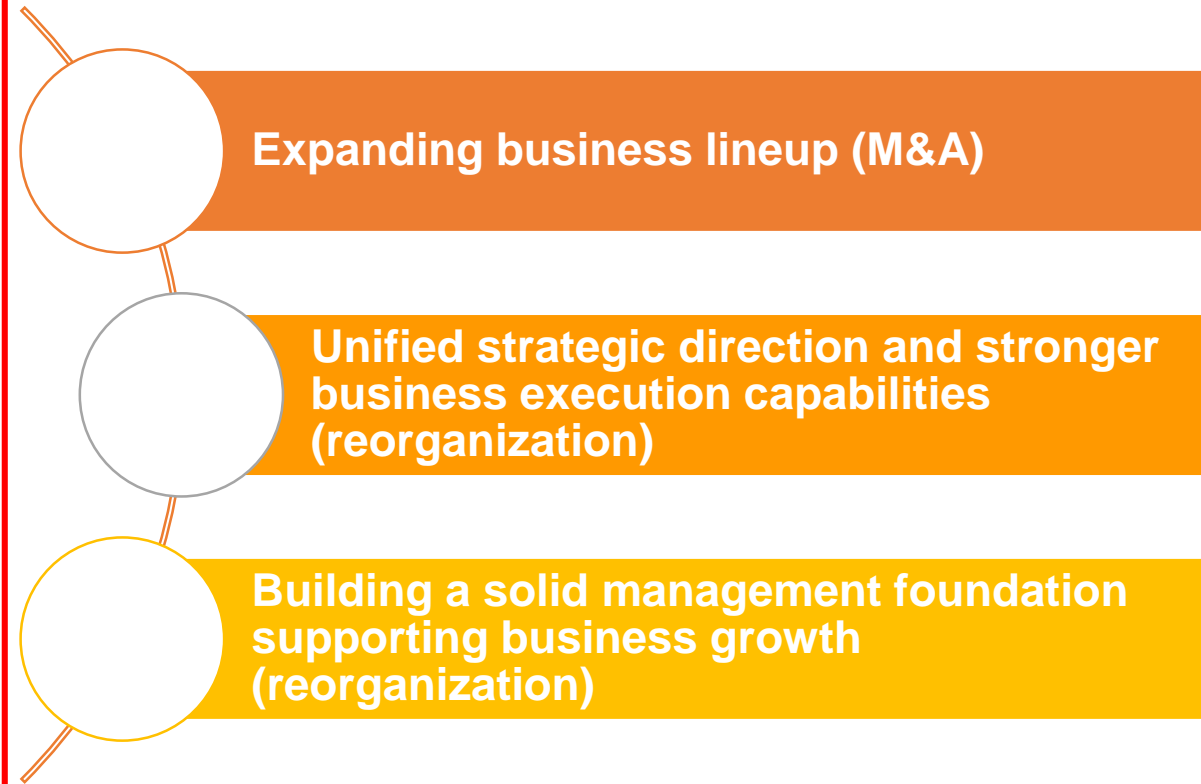 Expanding business lineup (M&A)
Unified strategic direction and stronger
business execution capabilities
(reorganization)
Building a solid management foundation
supporting business growth
(reorganization)